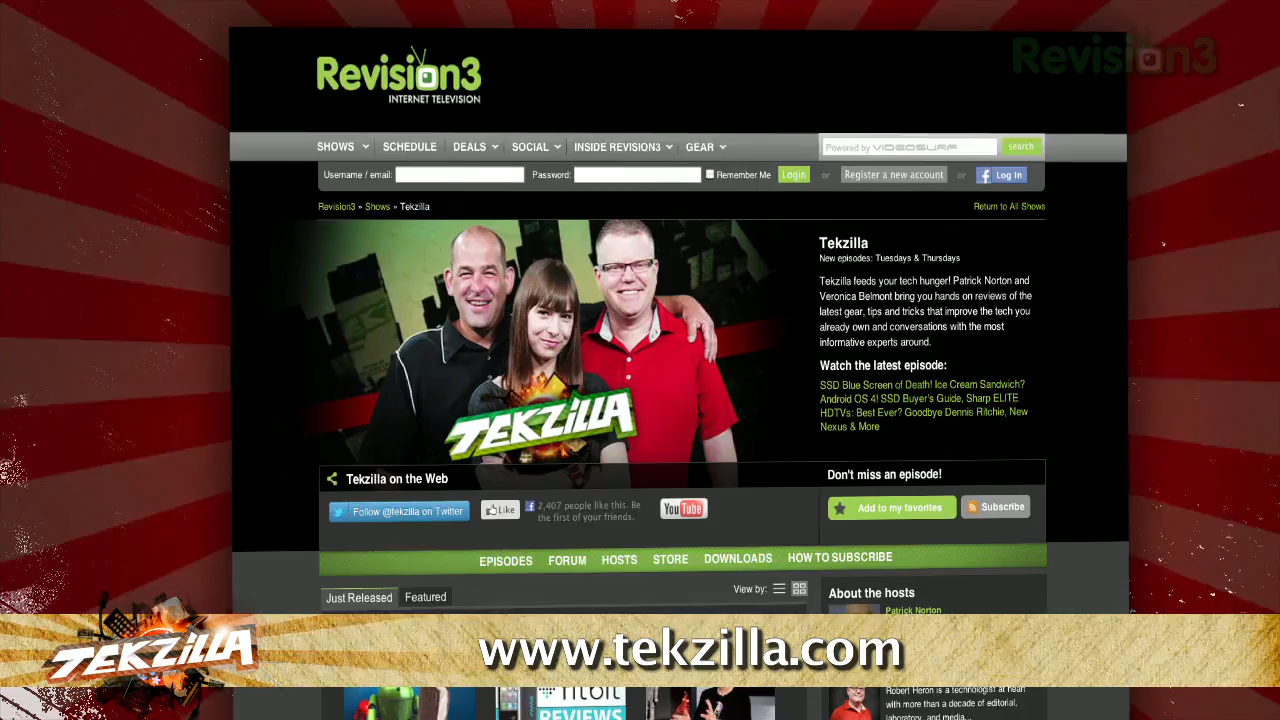 Revision3
INTERNET TELEVISION
Revision3
SHOWS
SCHEDULE
DEALS
SOCIAL
INSIDE REVISION3
GEAR
Powered by VIDEOSURF
search
Username / email:
Password:
Remember Me
Login
or
Register a new account
or
f Log In
Revision3 » Shows » Tekzilla
Return to All Shows
TEKZILLA
Tekzilla
New episodes: Tuesdays & Thursdays
Tekzilla feeds your tech hunger! Patrick Norton and
Veronica Belmont bring you hands on reviews of the
latest gear, tips and tricks that improve the tech you
already own and conversations with the most
informative experts around.
Watch the latest episode:
SSD Blue Screen of Death! Ice Cream Sandwich?
Android OS 4! SSD Buyer's Guide, Sharp ELITE
HDTVs: Best Ever? Goodbye Dennis Ritchie, New
Nexus & More
Tekzilla on the Web
Don't miss an episode!
Follow @tekzilla on Twitter
Like
f 2,407 people like this. Be
the first of your friends.
YouTube
Add to my favorites
Subscribe
EPISODES
FORUM
HOSTS
STORE
DOWNLOADS
HOW TO SUBSCRIBE
Just Released
Featured
View by:
About the hosts
Patrick Norton
TEKZILLA
www.tekzilla.com
REVIEWS
Robert Heron is a technologist at heart
with more than a decade of editorial,
laboratory, and media...